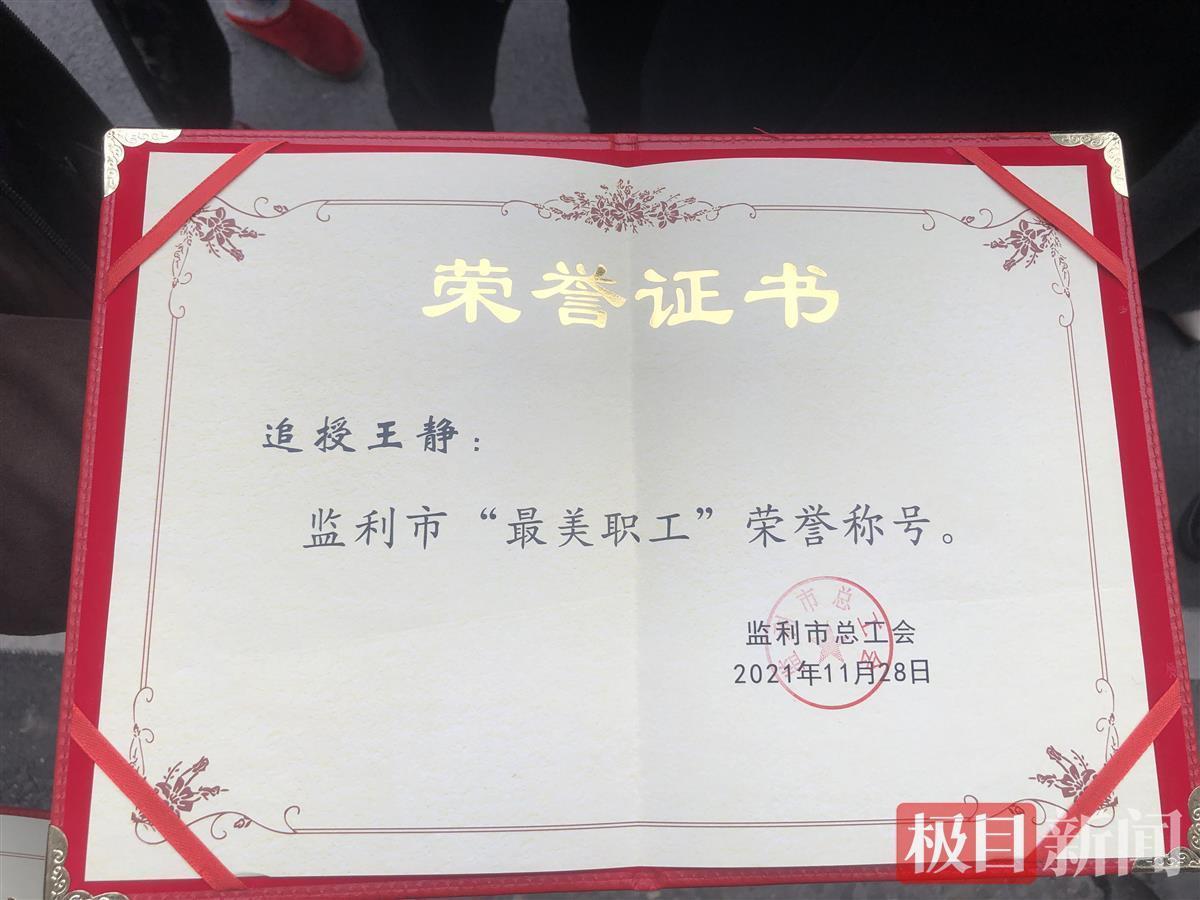 荣誉证书
追授王静：
监利市“最美职工”荣誉称号。
监利市总工会
2021年11月28日
极目新闻